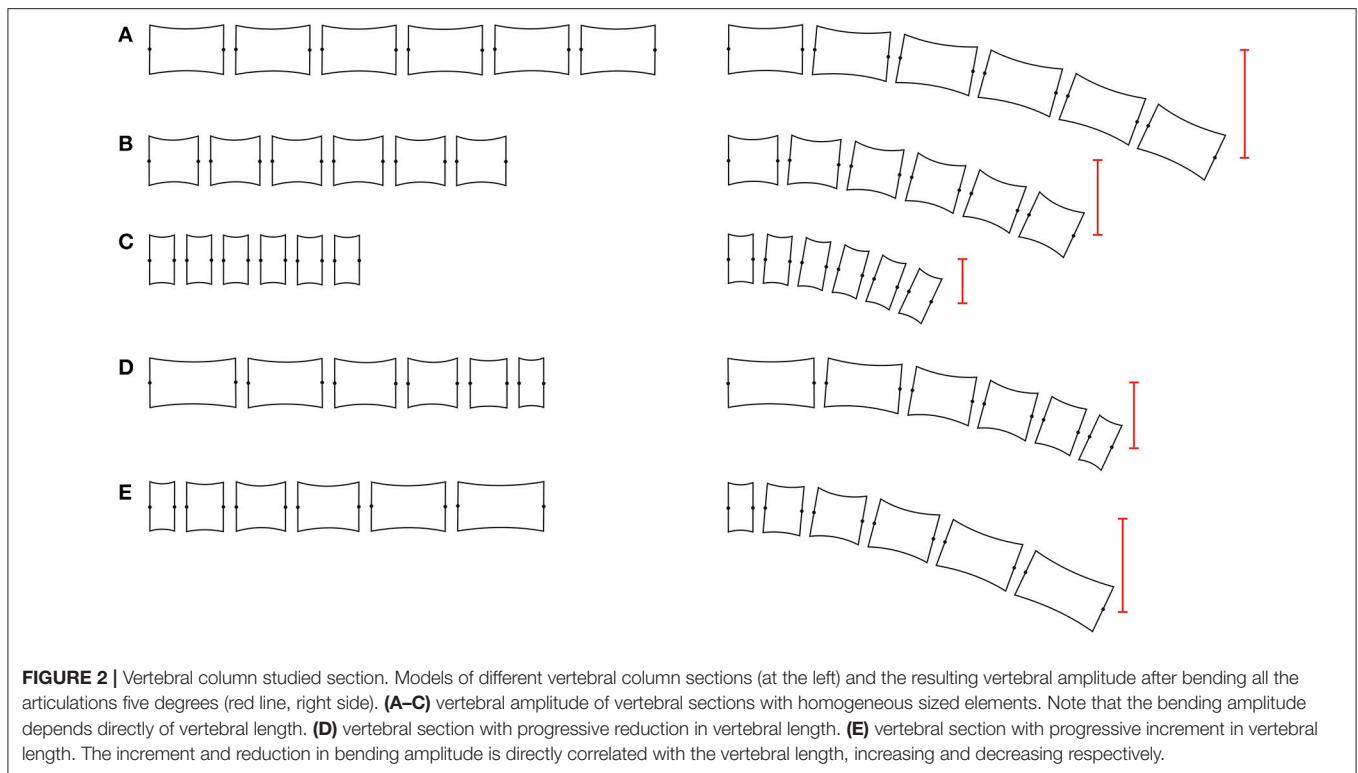 A
B
C
D
E
FIGURE 2 | Vertebral column studied section. Models of different vertebral column sections (at the left) and the resulting vertebral amplitude after bending all the
articulations five degrees (red line, right side). (A–C) vertebral amplitude of vertebral sections with homogeneous sized elements. Note that the bending amplitude
depends directly of vertebral length. (D) vertebral section with progressive reduction in vertebral length. (E) vertebral section with progressive increment in vertebral
length. The increment and reduction in bending amplitude is directly correlated with the vertebral length, increasing and decreasing respectively.